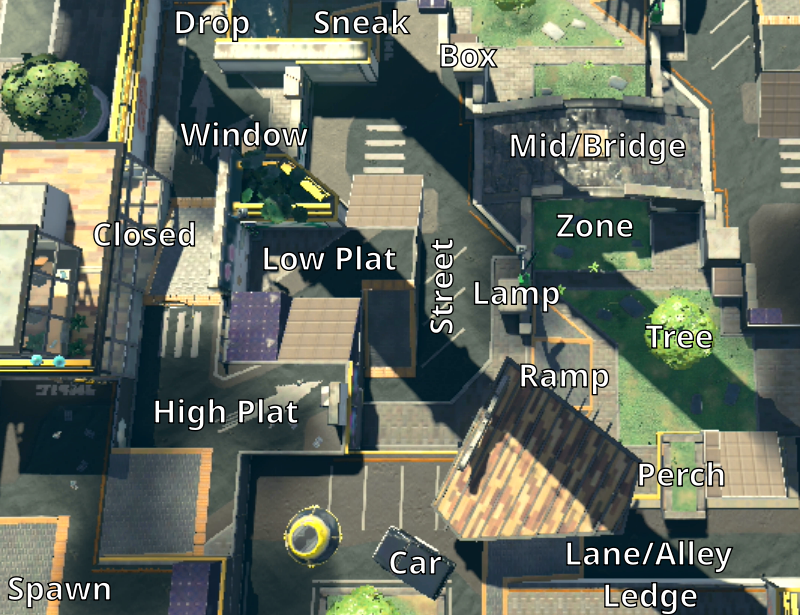 Drop
Sneak
Box
Window
Mid/Bridge
Closed
Zone
Low Plat
Street
Lamp
Tree
Ramp
High Plat
Perch
Car
Lane/Alley
Spawn
Ledge